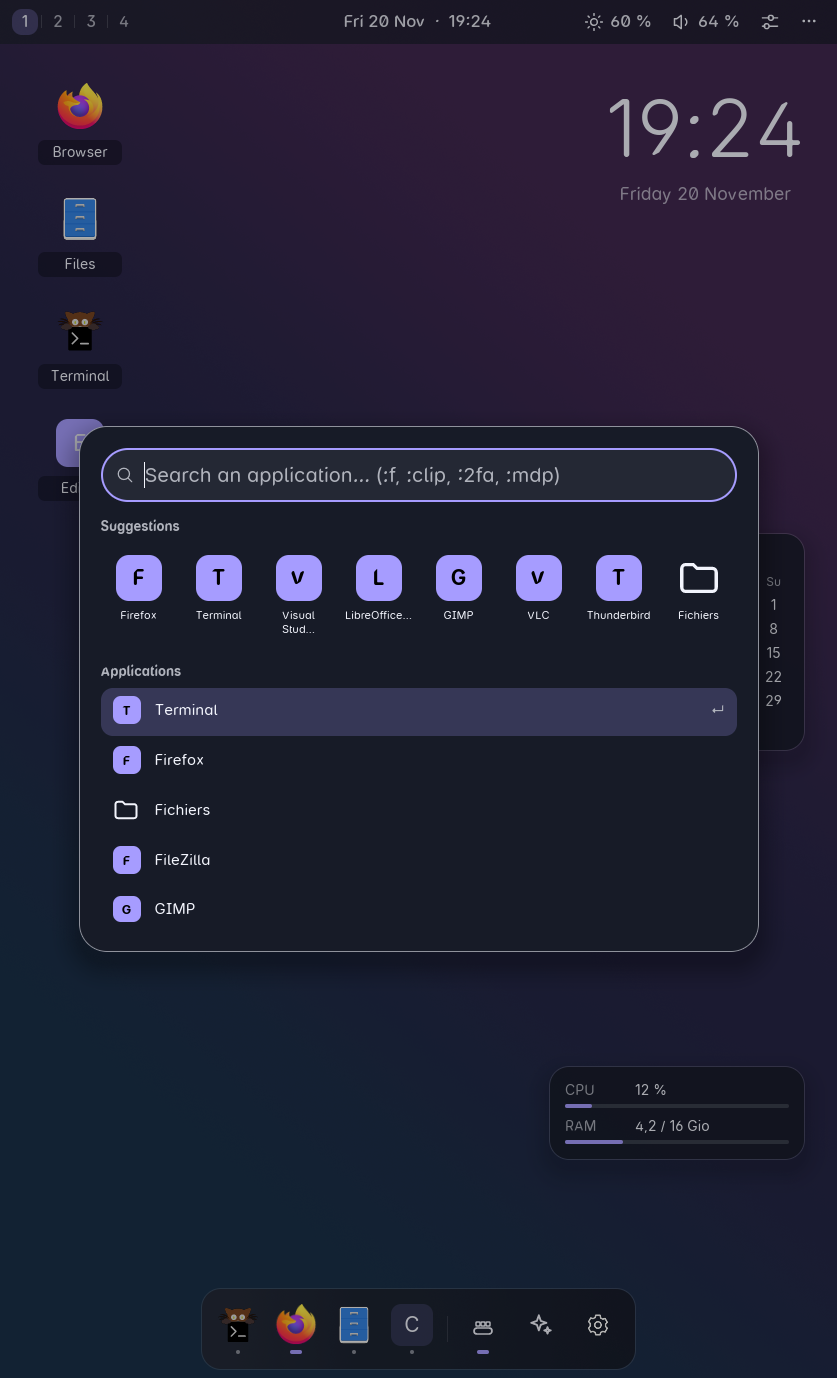 1 2 3 4 Fri 20 Nov · 19:24 60 % 64 % ...
Browser
19:24
Friday 20 November
Files
Terminal
Search an application... (:f, :clip, :2fa, :mdp)
Suggestions
F T V L G V T
Firefox Terminal Visual Stud... LibreOffice... GIMP VLC Thunderbird Fichiers
Applications
T Terminal
F Firefox
Fichiers
F FileZilla
G GIMP
Su
1
8
15
22
29
CPU 12 %
RAM 4,2 / 16 Gio
C